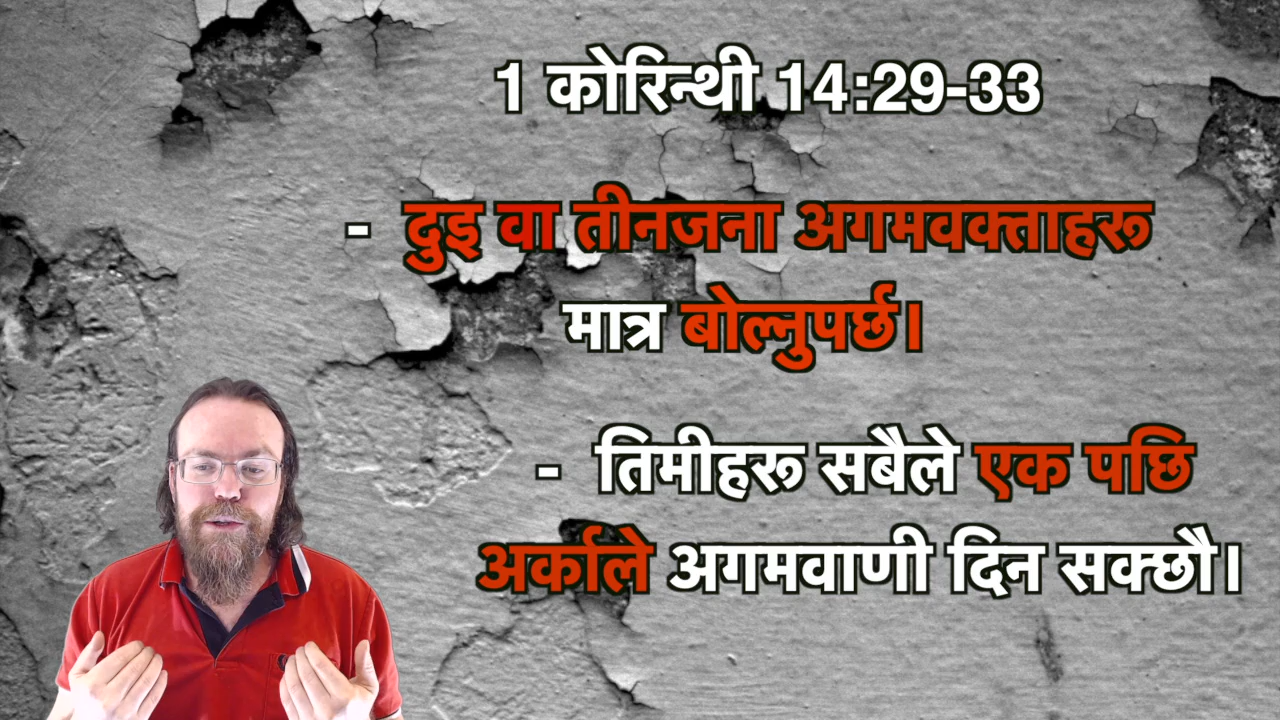 1 कोरिन्थी 14:29-33
- दुइ वा तीनजना अगमवक्ताहरू
मात्र बोल्नुपर्छ।
- तिमीहरू सबैले एक पछि
अर्काले अगमवाणी दिन सक्छौ।